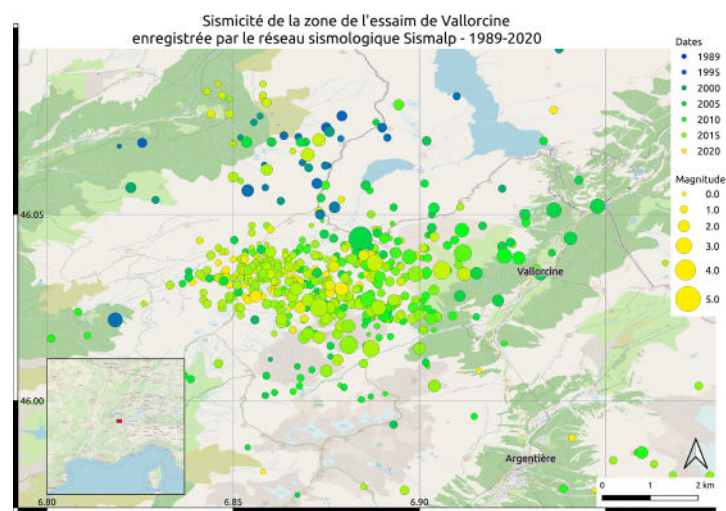 Sismicité de la zone de l'essaim de Vallorcine
enregistrée par le réseau sismologique Sismalp - 1989-2020
Dates
1989
1995
2000
2005
2010
2015
2020
Magnitude
0.0
1.0
2.0
3.0
4.0
5.0
46.05
Vallorcine
46.00
Argentière
0 1 2 km
6.80 6.85 6.90